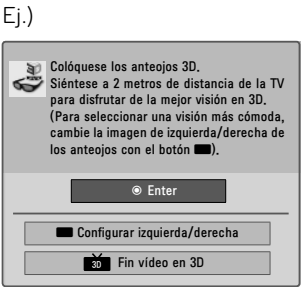 Ej.)
Colóquese los anteojos 3D.
Siéntese a 2 metros de distancia de la TV
para disfrutar de la mejor visión en 3D.
(Para seleccionar una visión más cómoda,
cambie la imagen de izquierda/derecha de
los anteojos con el botón ).
Enter
Configurar izquierda/derecha
3D Fin vídeo en 3D